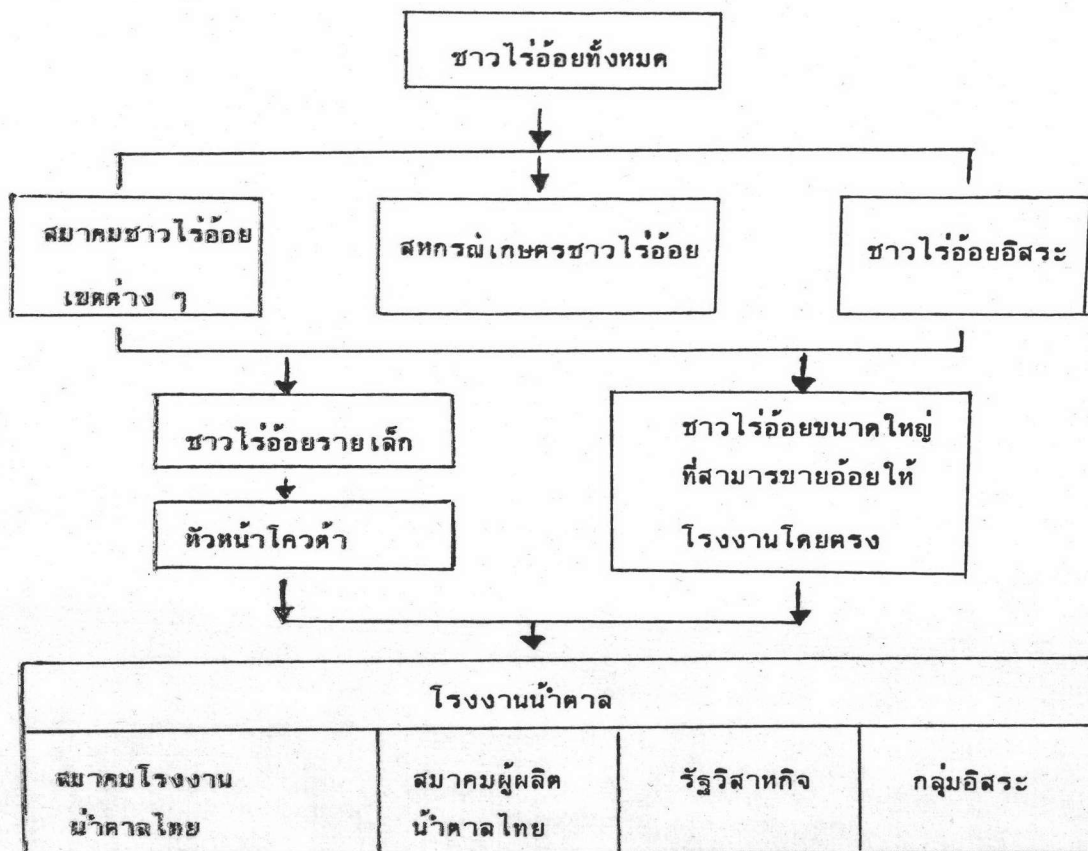 ชาวไร่อ้อยทั้งหมด
สมาคมชาวไร่อ้อย
เขตต่าง ๆ
สหกรณ์เกษตรชาวไร่อ้อย
ชาวไร่อ้อยอิสระ
ชาวไร่อ้อยรายเล็ก
หัวหน้าโควต้า
ชาวไร่อ้อยขนาดใหญ่
ที่สามารขายอ้อยให้
โรงงานโดยตรง
โรงงานน้ำตาล
สมาคมโรงงาน
น้ำตาลไทย
สมาคมผู้ผลิต
น้ำตาลไทย
รัฐวิสาหกิจ
กลุ่มอิสระ